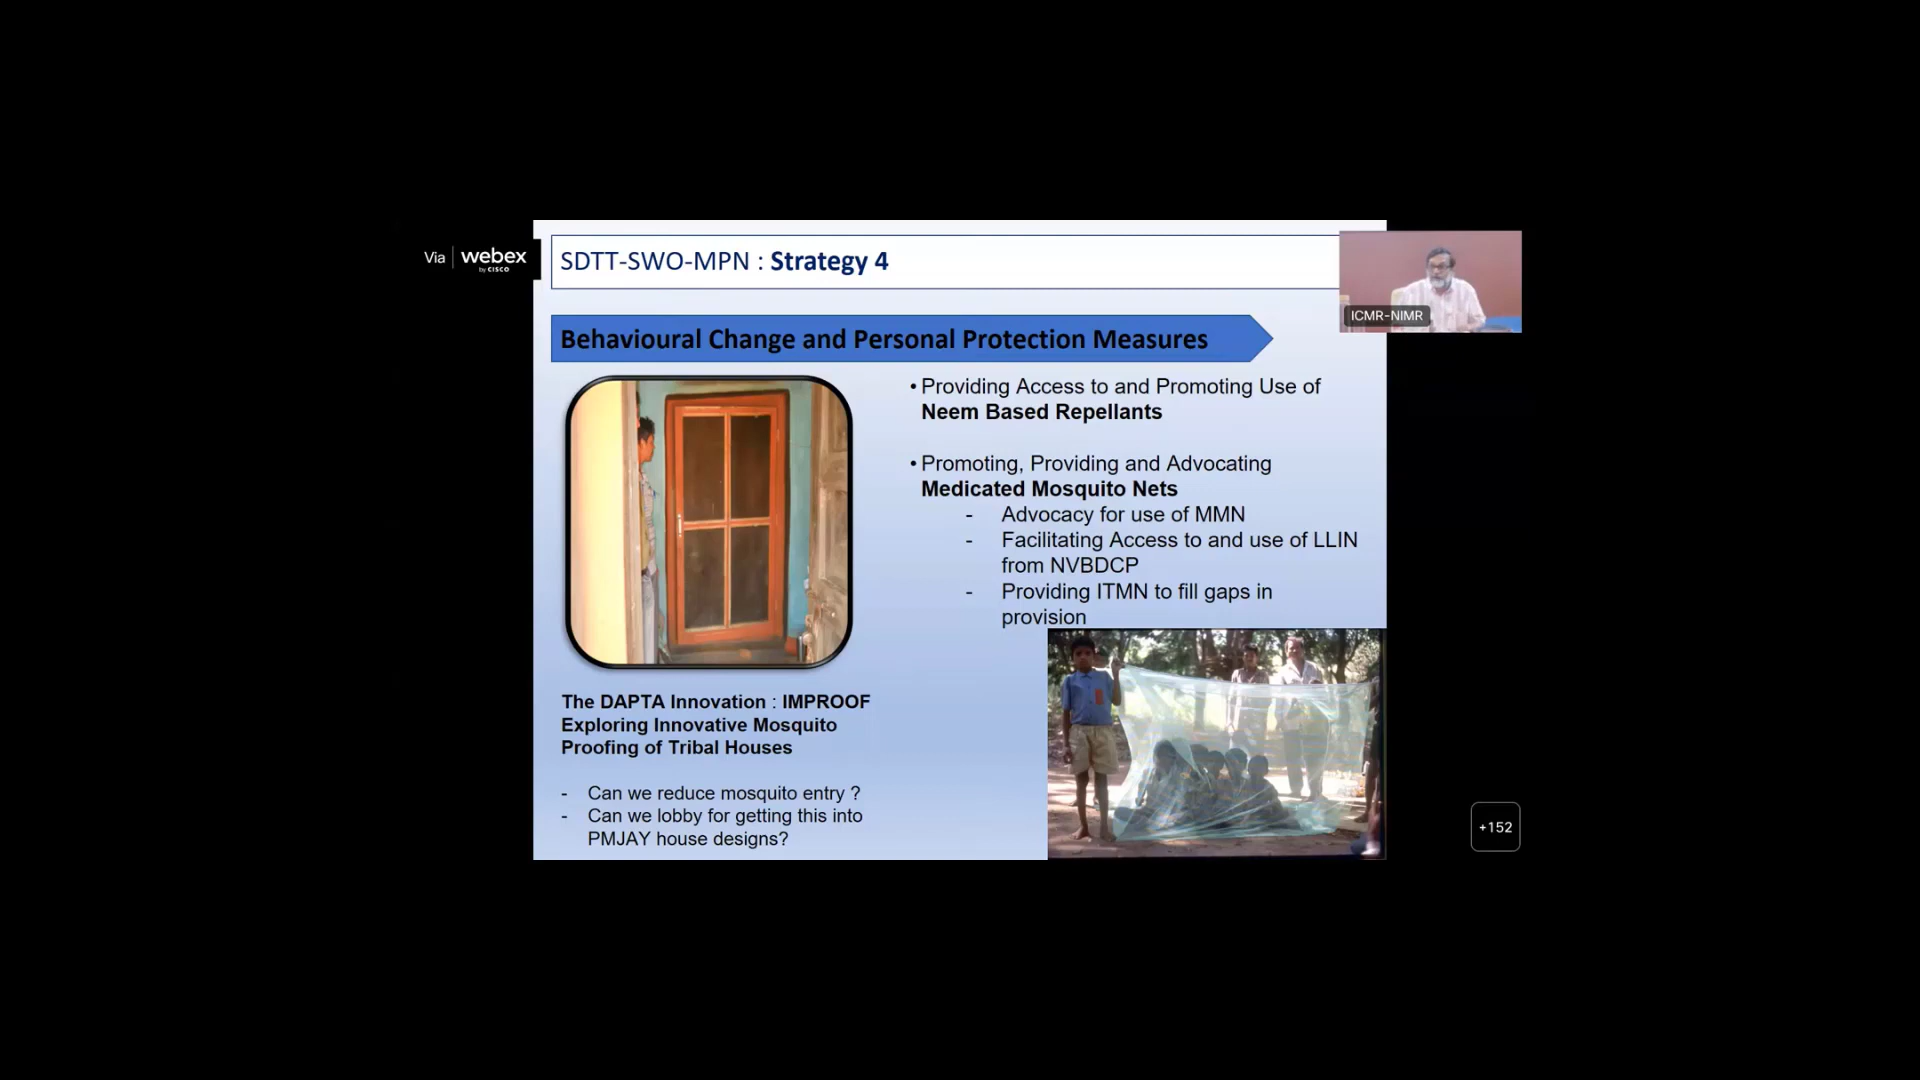 Via webex
by CISCO
SDTT-SWO-MPN : Strategy 4
ICMR-NIMR
Behavioural Change and Personal Protection Measures
• Providing Access to and Promoting Use of
Neem Based Repellants
• Promoting, Providing and Advocating
Medicated Mosquito Nets
- Advocacy for use of MMN
- Facilitating Access to and use of LLIN
from NVBDCP
- Providing ITMN to fill gaps in
provision
The DAPTA Innovation : IMPROOF
Exploring Innovative Mosquito
Proofing of Tribal Houses
- Can we reduce mosquito entry ?
- Can we lobby for getting this into
PMJAY house designs?
+152